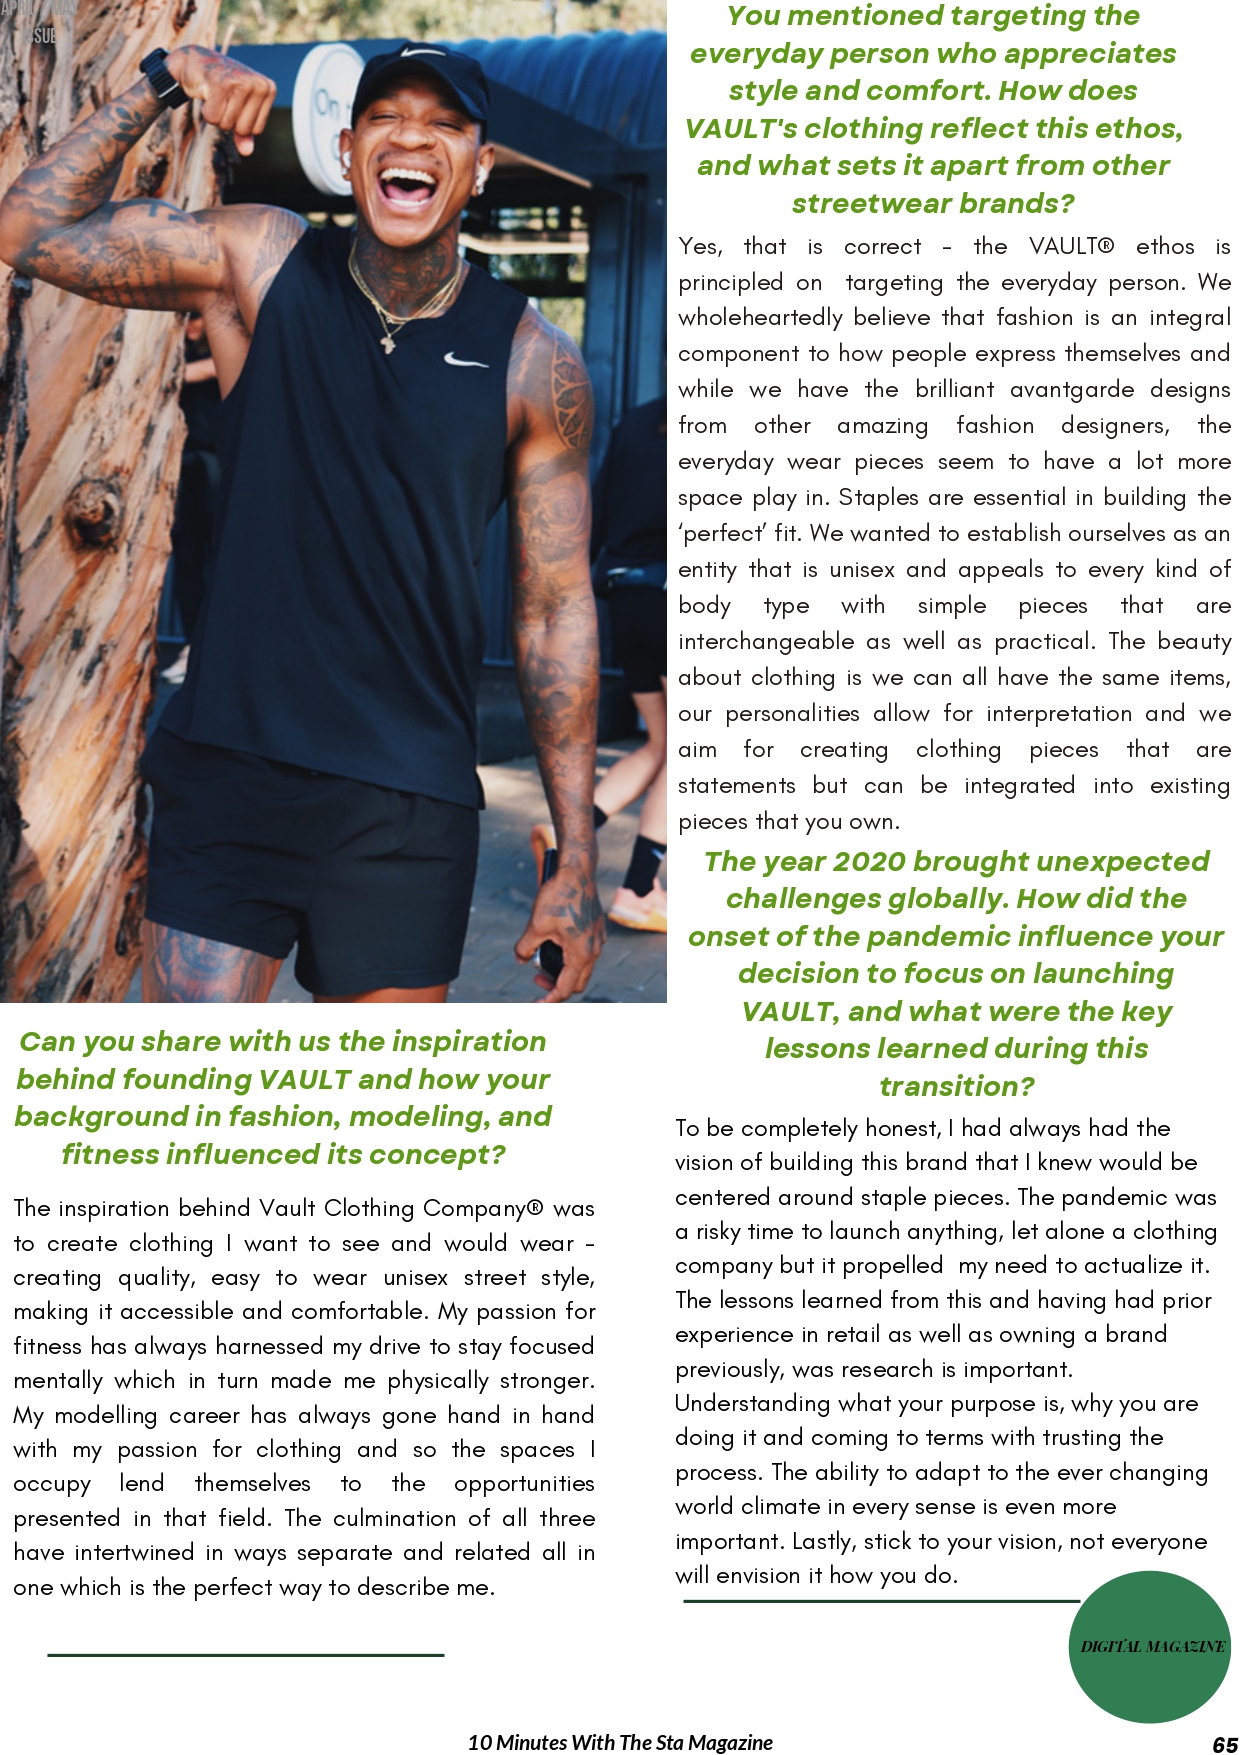 APRIL / MAY
ISSUE
On
Can you share with us the inspiration
behind founding VAULT and how your
background in fashion, modeling, and
fitness influenced its concept?
The inspiration behind Vault Clothing Company® was
to create clothing I want to see and would wear -
creating quality, easy to wear unisex street style,
making it accessible and comfortable. My passion for
fitness has always harnessed my drive to stay focused
mentally which in turn made me physically stronger.
My modelling career has always gone hand in hand
with my passion for clothing and so the spaces I
occupy lend themselves to the opportunities
presented in that field. The culmination of all three
have intertwined in ways separate and related all in
one which is the perfect way to describe me.
You mentioned targeting the
everyday person who appreciates
style and comfort. How does
VAULT's clothing reflect this ethos,
and what sets it apart from other
streetwear brands?
Yes, that is correct - the VAULT® ethos is
principled on targeting the everyday person. We
wholeheartedly believe that fashion is an integral
component to how people express themselves and
while we have the brilliant avantgarde designs
from other amazing fashion designers, the
everyday wear pieces seem to have a lot more
space play in. Staples are essential in building the
‘perfect’ fit. We wanted to establish ourselves as an
entity that is unisex and appeals to every kind of
body type with simple pieces that are
interchangeable as well as practical. The beauty
about clothing is we can all have the same items,
our personalities allow for interpretation and we
aim for creating clothing pieces that are
statements but can be integrated into existing
pieces that you own.
The year 2020 brought unexpected
challenges globally. How did the
onset of the pandemic influence your
decision to focus on launching
VAULT, and what were the key
lessons learned during this
transition?
To be completely honest, I had always had the
vision of building this brand that I knew would be
centered around staple pieces. The pandemic was
a risky time to launch anything, let alone a clothing
company but it propelled my need to actualize it.
The lessons learned from this and having had prior
experience in retail as well as owning a brand
previously, was research is important.
Understanding what your purpose is, why you are
doing it and coming to terms with trusting the
process. The ability to adapt to the ever changing
world climate in every sense is even more
important. Lastly, stick to your vision, not everyone
will envision it how you do.
DIGITAL MAGAZINE
10 Minutes With The Sta Magazine
65